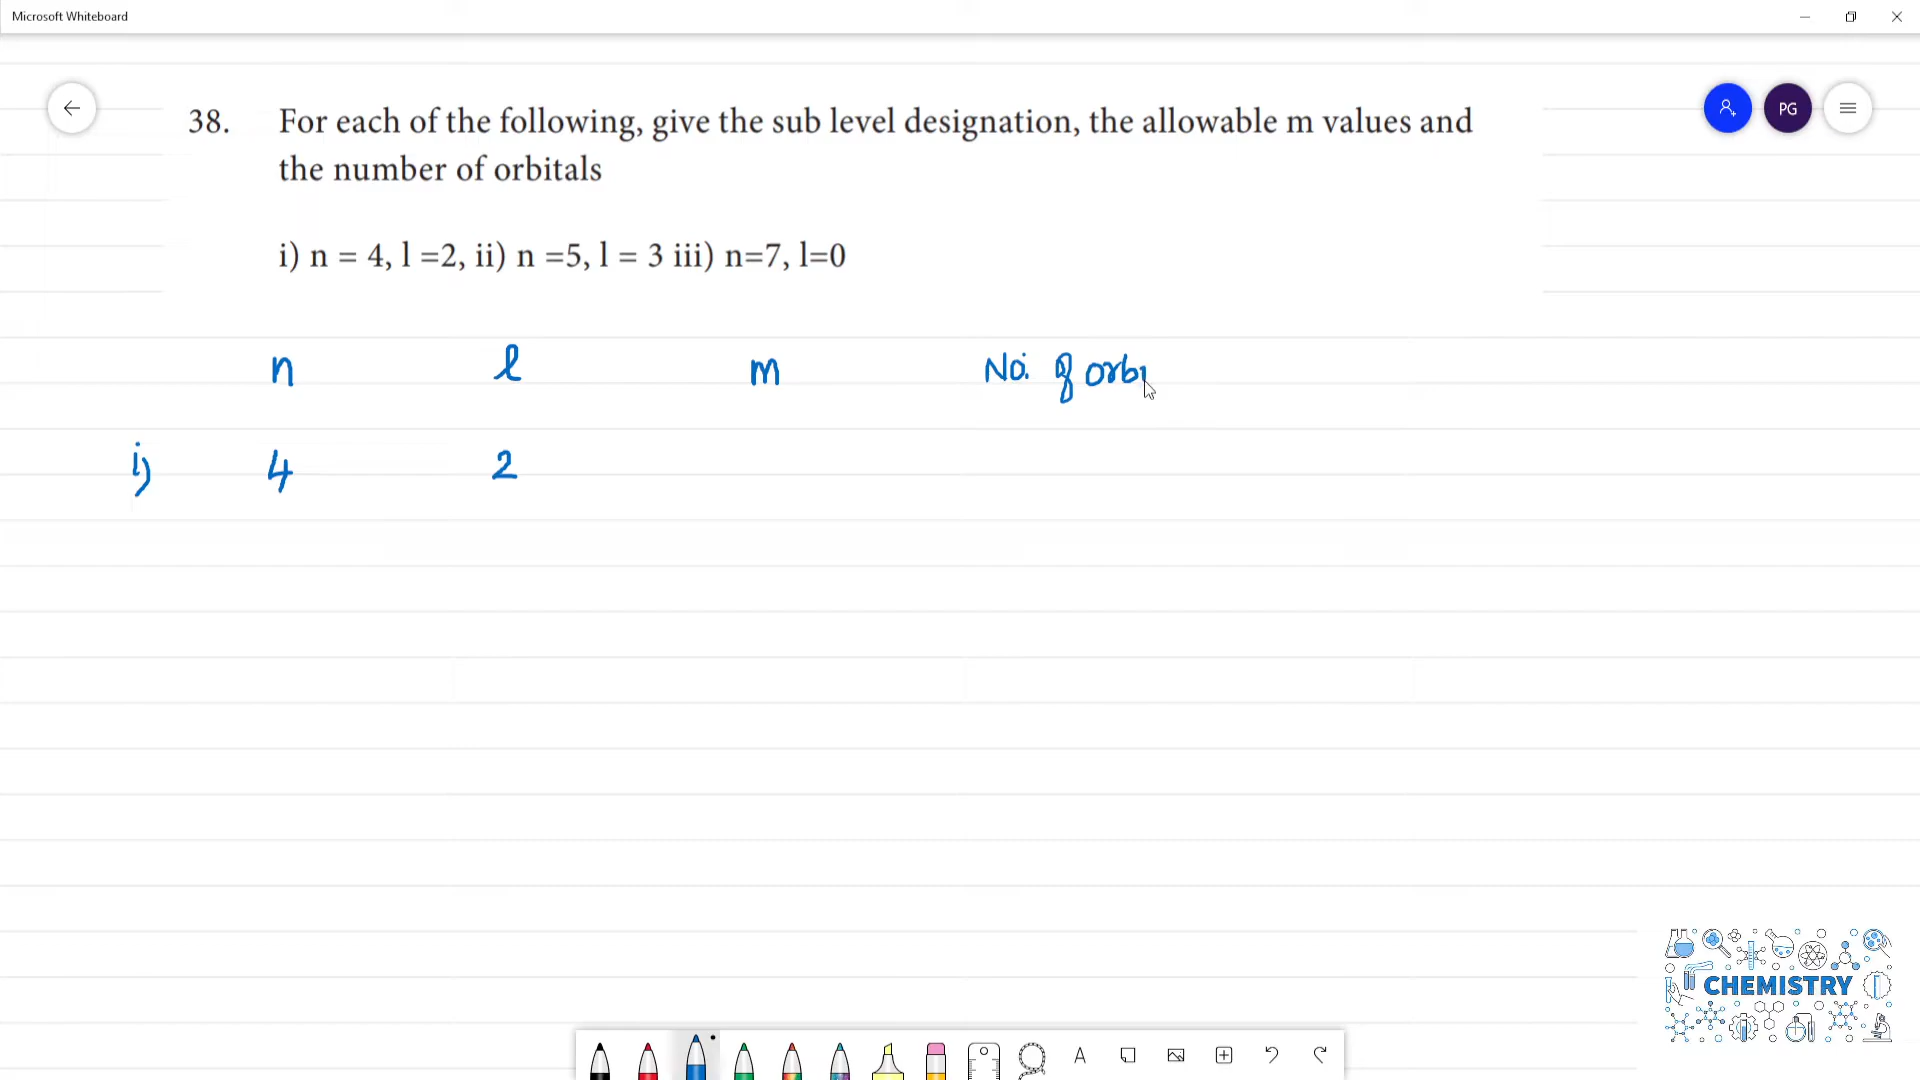 Microsoft Whiteboard
PG
38. For each of the following, give the sub level designation, the allowable m values and
the number of orbitals
i) n = 4, l =2, ii) n =5, l = 3 iii) n=7, l=0
n l m No. of orbi
i) 4 2
CHEMISTRY
A